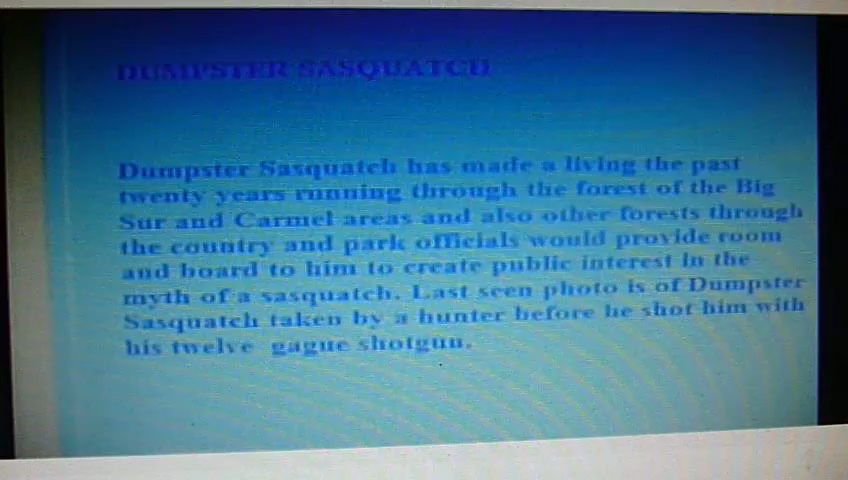 DUMPSTER SASQUATCH
Dumpster Sasquatch has made a living the past
twenty years running through the forest of the Big
Sur and Carmel areas and also other forests through
the country and park officials would provide room
and board to him to create public interest in the
myth of a sasquatch. Last seen photo is of Dumpster
Sasquatch taken by a hunter before he shot him with
his twelve gague shotgun.